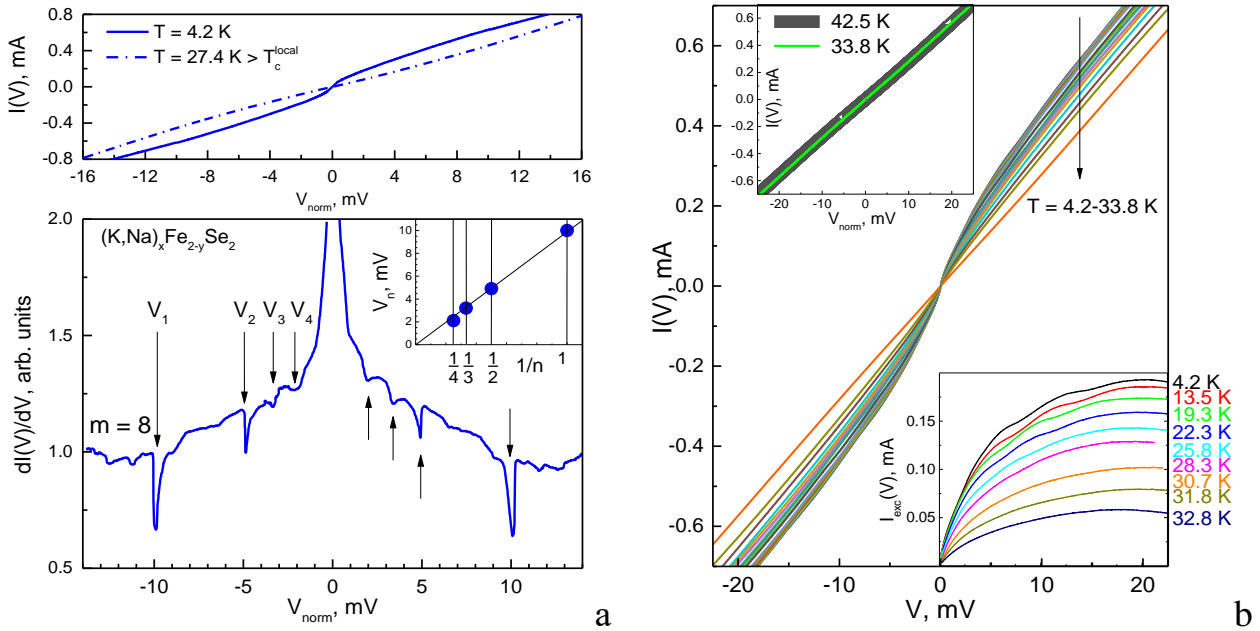 0.8
0.4
0.0
-0.4
-0.8
I(V), mA
T = 4.2 K
T = 27.4 K > T_c^local
-16 -12 -8 -4 0 4 8 12 16
V_norm, mV
2.0
1.5
1.0
0.5
dI(V)/dV, arb. units
(K,Na)_xFe_2-ySe_2
V_1
V_2 V_3 V_4
m = 8
10
8
6
4
2
0
V_n, mV
1/4 1/3 1/2 1/n 1
-10 -5 0 5 10
V_norm, mV
a
0.6
0.4
0.2
-0.0
-0.2
-0.4
-0.6
I(V), mA
0.6
0.4
0.2
0.0
-0.2
-0.4
-0.6
I(V), mA
42.5 K
33.8 K
-20 -10 0 10 20
V_norm, mV
T = 4.2-33.8 K
0.15
0.10
0.05
I_exc(V), mA
4.2 K
13.5 K
19.3 K
22.3 K
25.8 K
28.3 K
30.7 K
31.8 K
32.8 K
-20 -10 0 10 20
V, mV
b